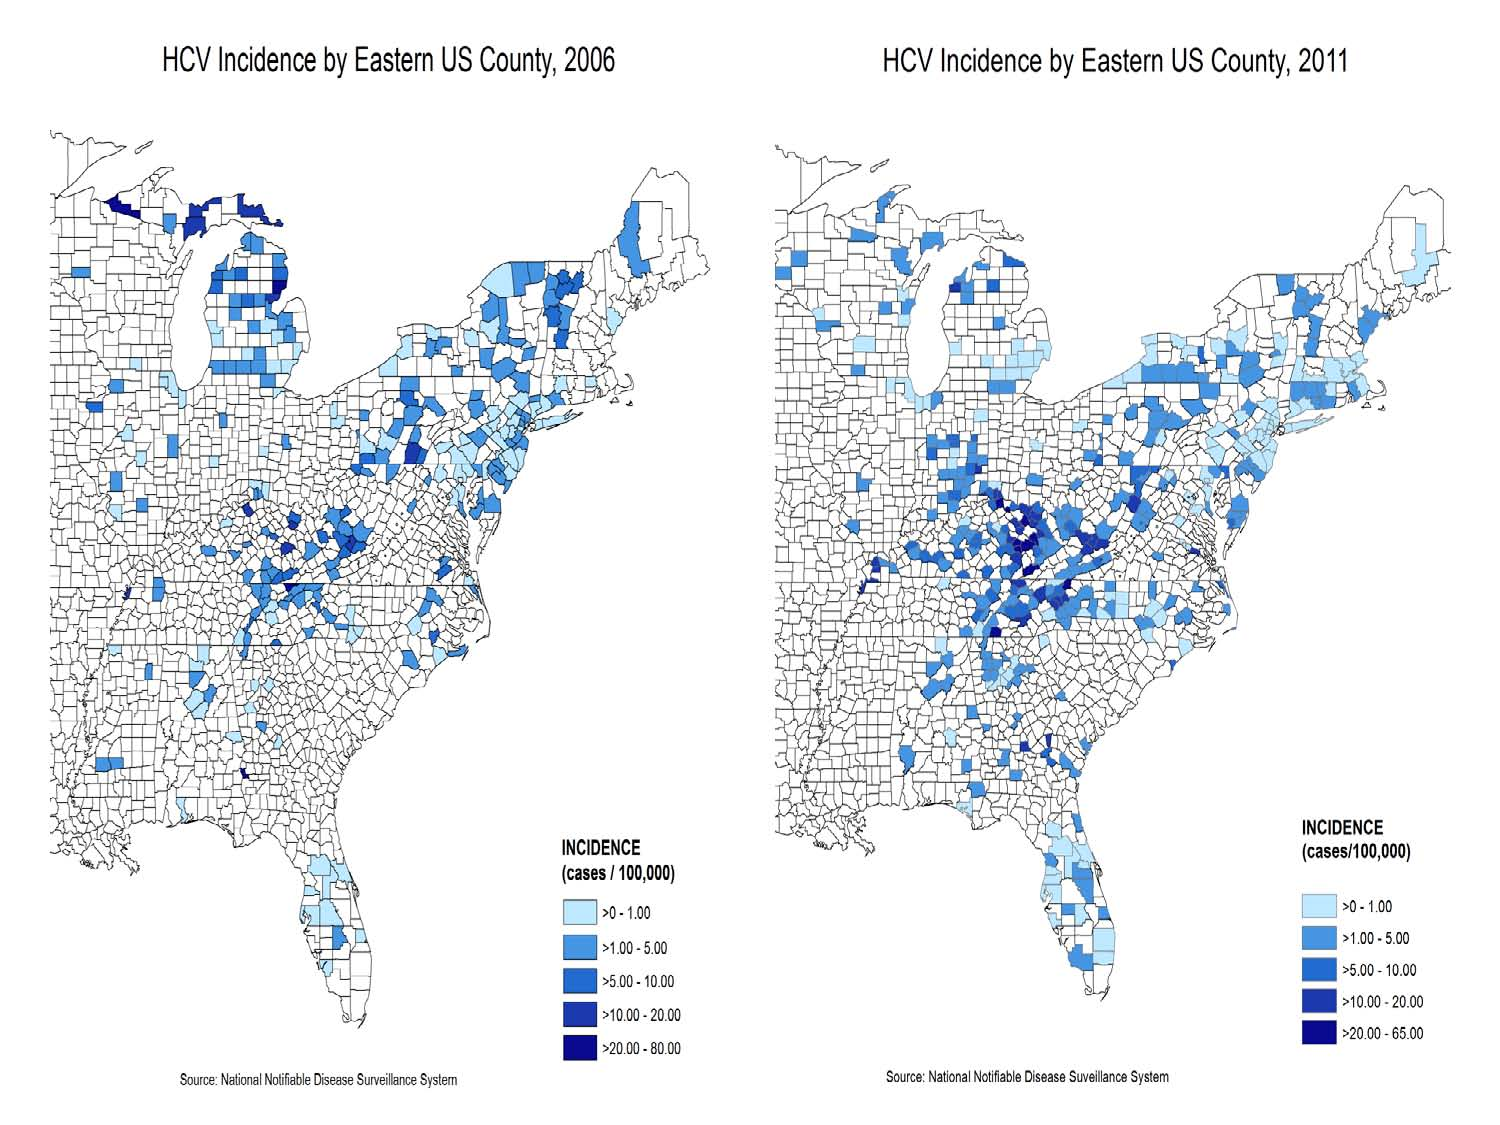 HCV Incidence by Eastern US County, 2006
INCIDENCE
(cases / 100,000)
>0 - 1.00
>1.00 - 5.00
>5.00 - 10.00
>10.00 - 20.00
>20.00 - 80.00
Source: National Notifiable Disease Surveillance System
HCV Incidence by Eastern US County, 2011
INCIDENCE
(cases/100,000)
>0 - 1.00
>1.00 - 5.00
>5.00 - 10.00
>10.00 - 20.00
>20.00 - 65.00
Source: National Notifiable Disease Suveillance System